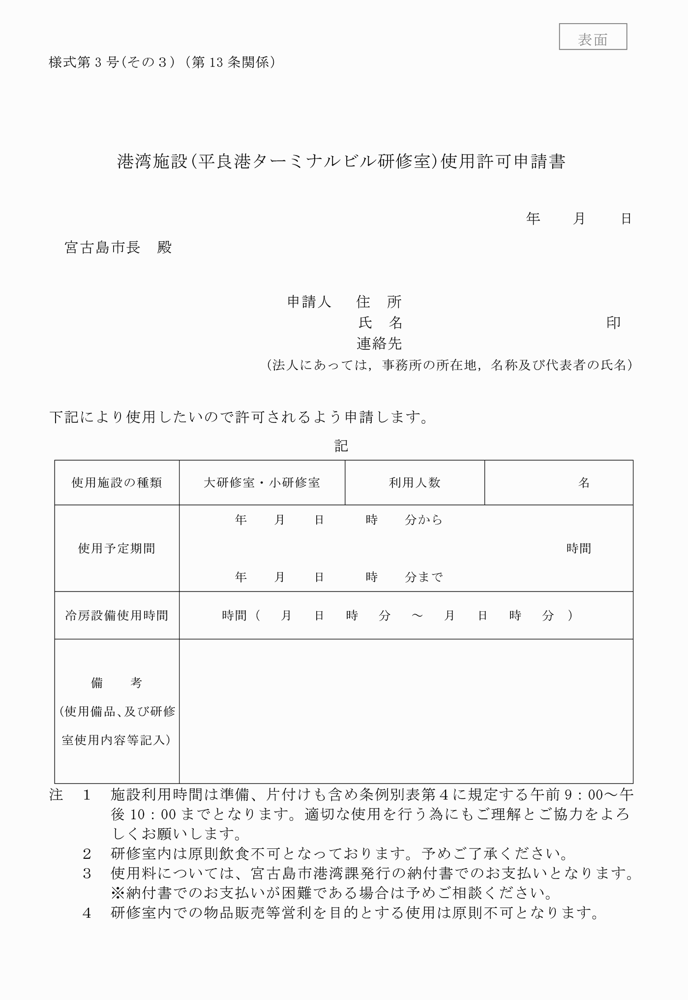 表面
様式第 3 号(その３)（第 13 条関係）
港湾施設(平良港ターミナルビル研修室)使用許可申請書
年　　月　　日
宮古島市長　殿
申請人　住　所
氏　名　　　　　　　　　　　　　印
連絡先
（法人にあっては，事務所の所在地，名称及び代表者の氏名）
下記により使用したいので許可されるよう申請します。
記
使用施設の種類　大研修室・小研修室　利用人数　名
年　　月　　日　　　時　　分から
使用予定期間　　　　　　　　　　　　時間
年　　月　　日　　　時　　分まで
冷房設備使用時間　時間（　月　日　時　分　～　月　日　時　分　）
備　　考
（使用備品、及び研修
室使用内容等記入）
注　１　施設利用時間は準備、片付けも含め条例別表第４に規定する午前 9：00～午
後 10：00 までとなります。適切な使用を行う為にもご理解とご協力をよろ
しくお願いします。
２　研修室内は原則飲食不可となっております。予めご了承ください。
３　使用料については、宮古島市港湾課発行の納付書でのお支払いとなります。
※納付書でのお支払いが困難である場合は予めご相談ください。
４　研修室内での物品販売等営利を目的とする使用は原則不可となります。